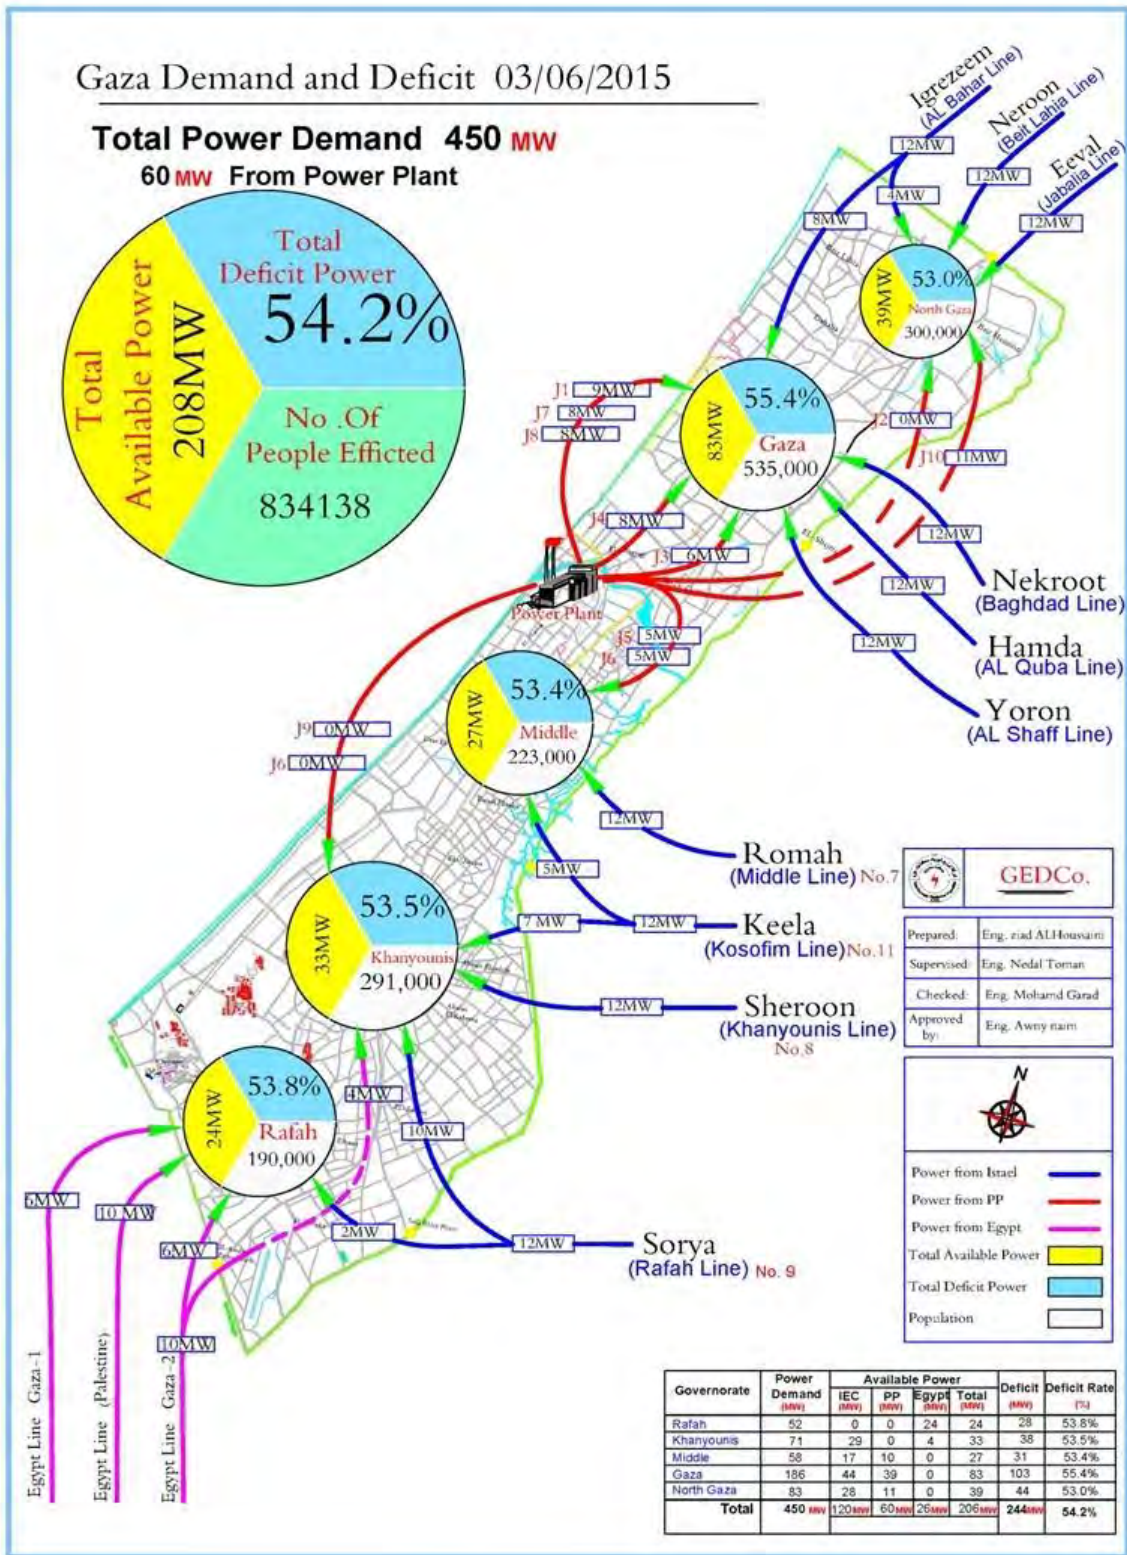 Gaza Demand and Deficit 03/06/2015
Total Power Demand 450 MW
60 MW From Power Plant
Total
Deficit Power
54.2%
Total
Available Power
208MW
No .Of
People Efficted
834138
Igrezeem
(AL Bahar Line)
Neroon
(Beit Lahia Line)
Eeval
(Jabalia Line)
12MW
12MW
12MW
4MW
8MW
39MW
53.0%
North Gaza
300,000
J1 9MW
J7 8MW
J8 8MW
83MW
55.4%
Gaza
535,000
J2 0MW
J10 11MW
J4 8MW
J3 6MW
12MW
Nekroot
(Baghdad Line)
12MW
Hamda
(AL Quba Line)
12MW
Yoron
(AL Shaff Line)
Power Plant
J5 5MW
J6 5MW
27MW
53.4%
Middle
223,000
J9 0MW
J6 0MW
12MW
Romah
(Middle Line) No.7
5MW
7 MW
12MW
Keela
(Kosofim Line) No.11
33MW
53.5%
Khanyounis
291,000
12MW
Sheroon
(Khanyounis Line)
No.8
24MW
53.8%
Rafah
190,000
4MW
10MW
2MW
12MW
Sorya
(Rafah Line) No. 9
10 MW
6MW
10MW
Egypt Line Gaza-1
Egypt Line (Palestine)
Egypt Line Gaza-2
GEDCo.
Prepared: Eng. ziad ALHoussaini
Supervised: Eng. Nedal Toman
Checked: Eng. Mohamd Garad
Approved by: Eng. Awny naim
N
Power from Israel
Power from PP
Power from Egypt
Total Available Power
Total Deficit Power
Population
Governorate Power Demand (MW) Available Power Deficit (MW) Deficit Rate (%)
IEC (MW) PP (MW) Egypt (MW) Total (MW)
Rafah 52 0 0 24 24 28 53.8%
Khanyounis 71 29 0 4 33 38 53.5%
Middle 58 17 10 0 27 31 53.4%
Gaza 186 44 39 0 83 103 55.4%
North Gaza 83 28 11 0 39 44 53.0%
Total 450 MW 120MW 60MW 26MW 206MW 244MW 54.2%